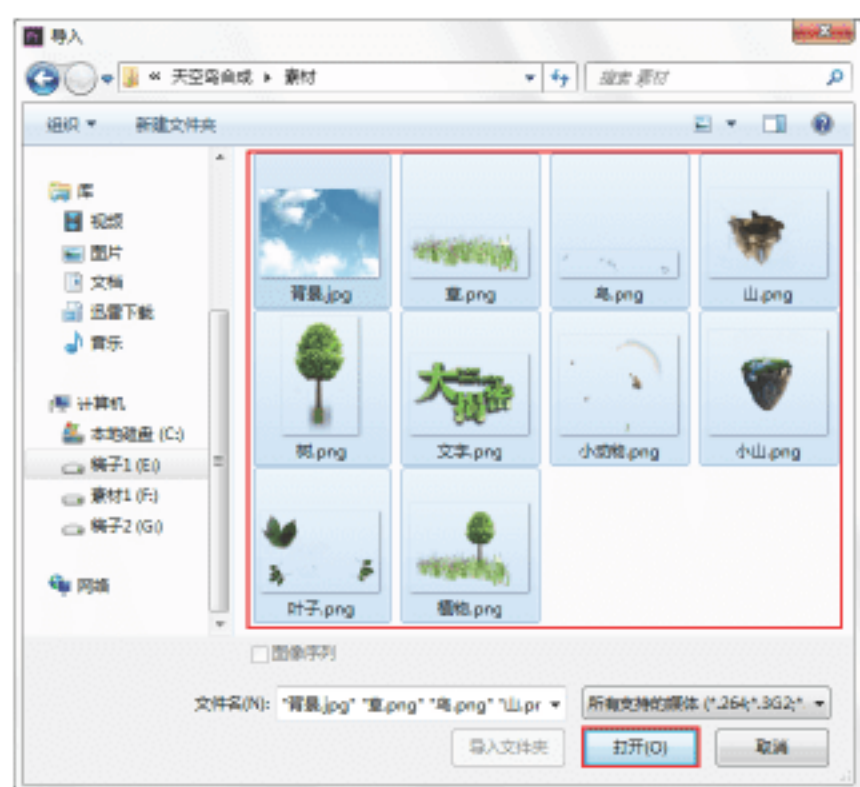 导入
« 天空岛合成 ▸ 素材
搜索 素材
组织 新建文件夹
库
视频
图片
文档
迅雷下载
音乐
计算机
本地磁盘 (C:)
稿子1 (E:)
素材1 (F:)
稿子2 (G:)
网络
背景.jpg
草.png
鸟.png
山.png
树.png
文字.png
小动物.png
小山.png
叶子.png
植物.png
图像序列
文件名(N): "背景.jpg" "草.png" "鸟.png" "山.pr
所有支持的媒体 (*.264;*.3G2;*.
导入文件夹
打开(O)
取消